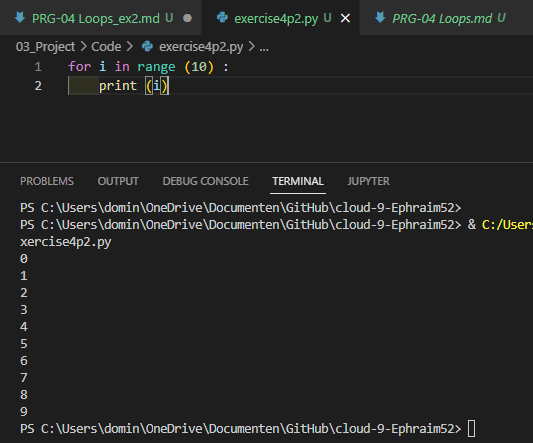 PRG-04 Loops_ex2.md U ● exercise4p2.py U × PRG-04 Loops.md U
03_Project > Code > exercise4p2.py > ...
1 for i in range (10) :
2 print (i)
PROBLEMS OUTPUT DEBUG CONSOLE TERMINAL JUPYTER
PS C:\Users\domin\OneDrive\Documenten\GitHub\cloud-9-Ephraim52>
PS C:\Users\domin\OneDrive\Documenten\GitHub\cloud-9-Ephraim52> & C:/Users
xercise4p2.py
0
1
2
3
4
5
6
7
8
9
PS C:\Users\domin\OneDrive\Documenten\GitHub\cloud-9-Ephraim52>